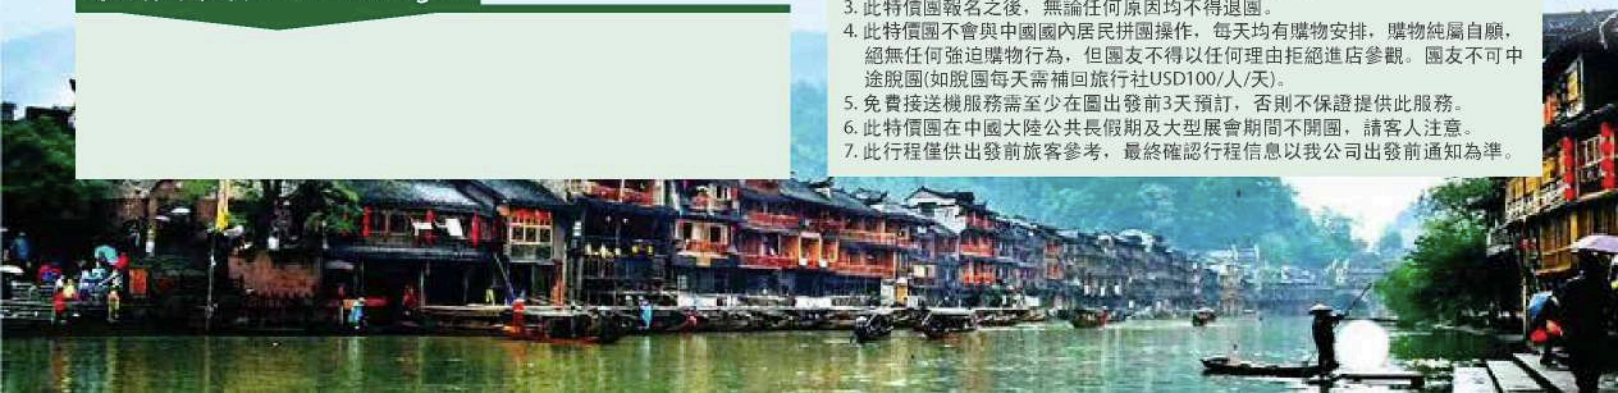 3. 此特價團報名之後，無論任何原因均不得退團。
4. 此特價團不會與中國國內居民拼團操作，每天均有購物安排，購物純屬自願，
絕無任何強迫購物行為，但團友不得以任何理由拒絕進店參觀。團友不可中
途脫團(如脫團每天需補回旅行社USD100/人/天)。
5. 免費接送機服務需至少在圖出發前3天預訂，否則不保證提供此服務。
6. 此特價團在中國大陸公共長假期及大型展會期間不開團，請客人注意。
7. 此行程僅供出發前旅客參考，最終確認行程信息以我公司出發前通知為準。